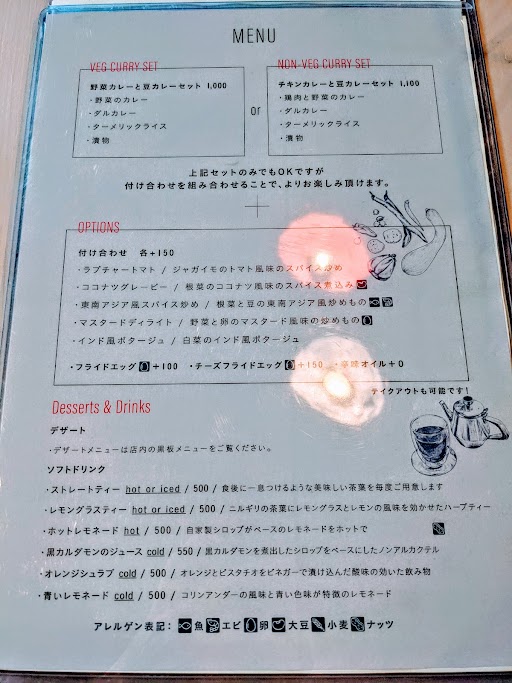 MENU
VEG CURRY SET
野菜カレーと豆カレーセット 1,000
・野菜のカレー
・ダルカレー
・ターメリックライス
・漬物
or
NON-VEG CURRY SET
チキンカレーと豆カレーセット 1,100
・鶏肉と野菜のカレー
・ダルカレー
・ターメリックライス
・漬物
上記セットのみでもOKですが
付け合わせを組み合わせることで、よりお楽しみ頂けます。
OPTIONS
付け合わせ 各+150
・ラブチャートマト / ジャガイモのトマト風味のスパイス炒め
・ココナツグレービー / 根菜のココナツ風味のスパイス煮込み
・東南アジア風スパイス炒め / 根菜と豆の東南アジア風炒めもの
・マスタードディライト / 野菜と卵のマスタード風味の炒めもの
・インド風ポタージュ / 白菜のインド風ポタージュ
・フライドエッグ +100 ・チーズフライドエッグ +150 ・辛味オイル+0
テイクアウトも可能です!
Desserts & Drinks
デザート
・デザートメニューは店内の黒板メニューをご覧ください。
ソフトドリンク
・ストレートティー hot or iced / 500 / 食後に一息つけるような美味しい茶葉を毎度ご用意します
・レモングラスティー hot or iced / 500 / ニルギリの茶葉にレモングラスとレモンの風味を効かせたハーブティー
・ホットレモネード hot / 500 / 自家製シロップがベースのレモネードをホットで
・黒カルダモンのジュース cold / 550 / 黒カルダモンを煮出したシロップをベースにしたノンアルカクテル
・オレンジシュラブ cold / 500 / オレンジとピスタチオをビネガーで漬け込んだ酸味の効いた飲み物
・青いレモネード cold / 500 / コリンアンダーの風味と青い色味が特徴のレモネード
アレルゲン表記: 魚 エビ 卵 大豆 小麦 ナッツ